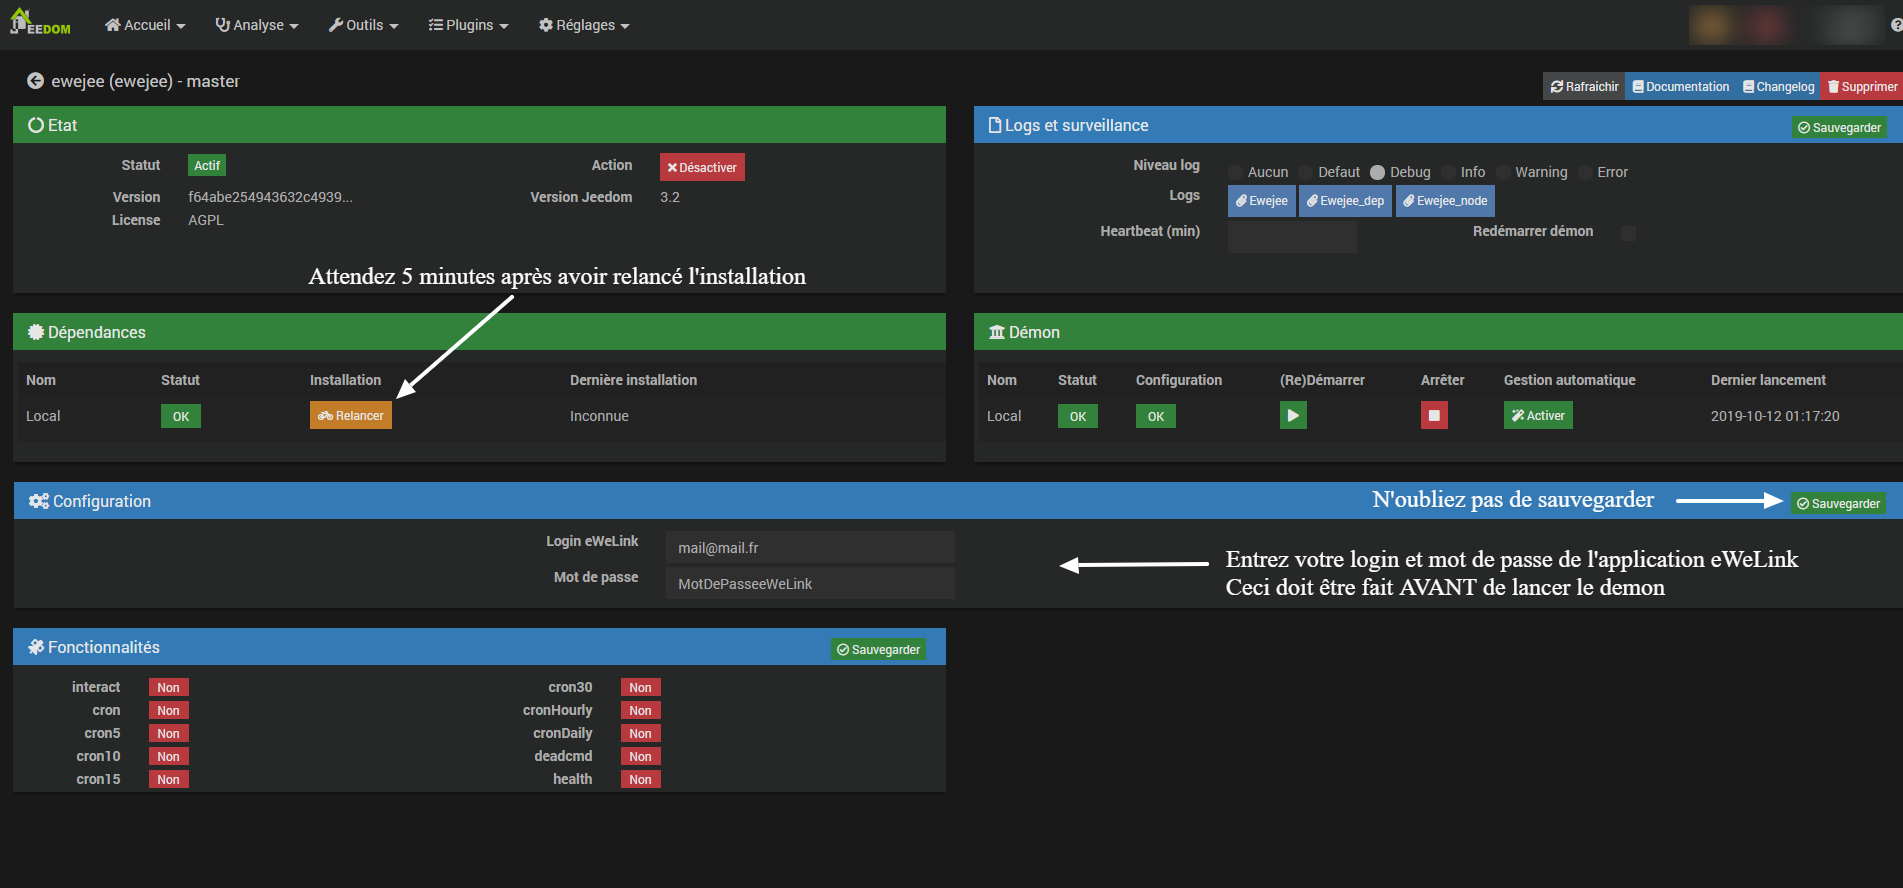 EEDOM Accueil Analyse Outils Plugins Réglages
ewejee (ewejee) - master
Rafraichir Documentation Changelog Supprimer
Etat
Statut Actif Action Désactiver
Version f64abe254943632c4939... Version Jeedom 3.2
License AGPL
Attendez 5 minutes après avoir relancé l'installation
Logs et surveillance Sauvegarder
Niveau log Aucun Defaut Debug Info Warning Error
Logs Ewejee Ewejee_dep Ewejee_node
Heartbeat (min) Redémarrer démon
Dépendances
Nom Statut Installation Dernière installation
Local OK Relancer Inconnue
Démon
Nom Statut Configuration (Re)Démarrer Arrêter Gestion automatique Dernier lancement
Local OK OK Activer 2019-10-12 01:17:20
Configuration N'oubliez pas de sauvegarder Sauvegarder
Login eWeLink mail@mail.fr
Mot de passe MotDePasseeWeLink
Entrez votre login et mot de passe de l'application eWeLink
Ceci doit être fait AVANT de lancer le demon
Fonctionnalités Sauvegarder
interact Non cron30 Non
cron Non cronHourly Non
cron5 Non cronDaily Non
cron10 Non deadcmd Non
cron15 Non health Non